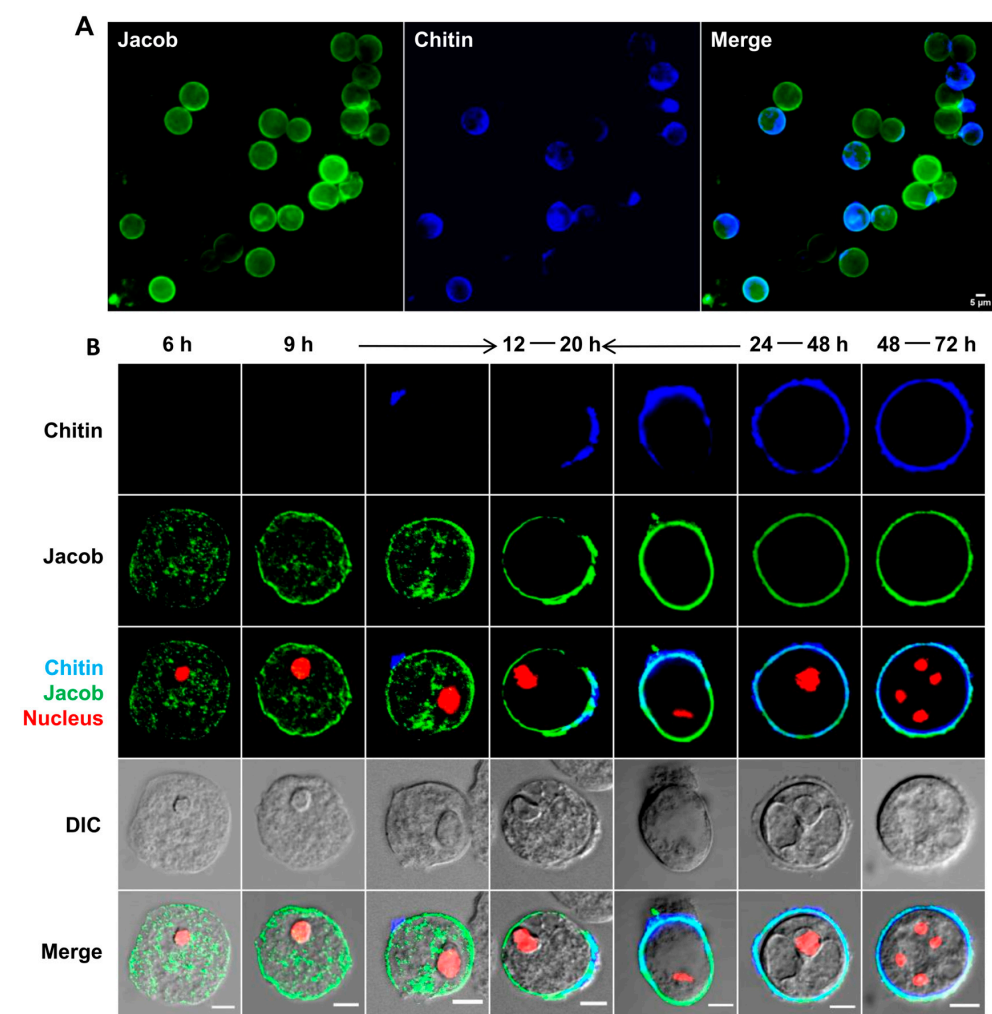 A
Jacob
Chitin
Merge
5 µm
B
6 h
9 h
12 — 20 h
24 — 48 h
48 — 72 h
Chitin
Jacob
Chitin
Jacob
Nucleus
DIC
Merge